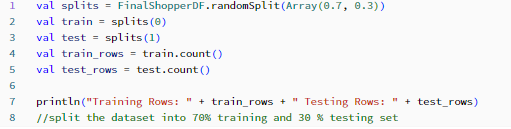 1 val splits = FinalShopperDF.randomSplit(Array(0.7, 0.3))
2 val train = splits(0)
3 val test = splits(1)
4 val train_rows = train.count()
5 val test_rows = test.count()
6
7 println("Training Rows: " + train_rows + " Testing Rows: " + test_rows)
8 //split the dataset into 70% training and 30 % testing set